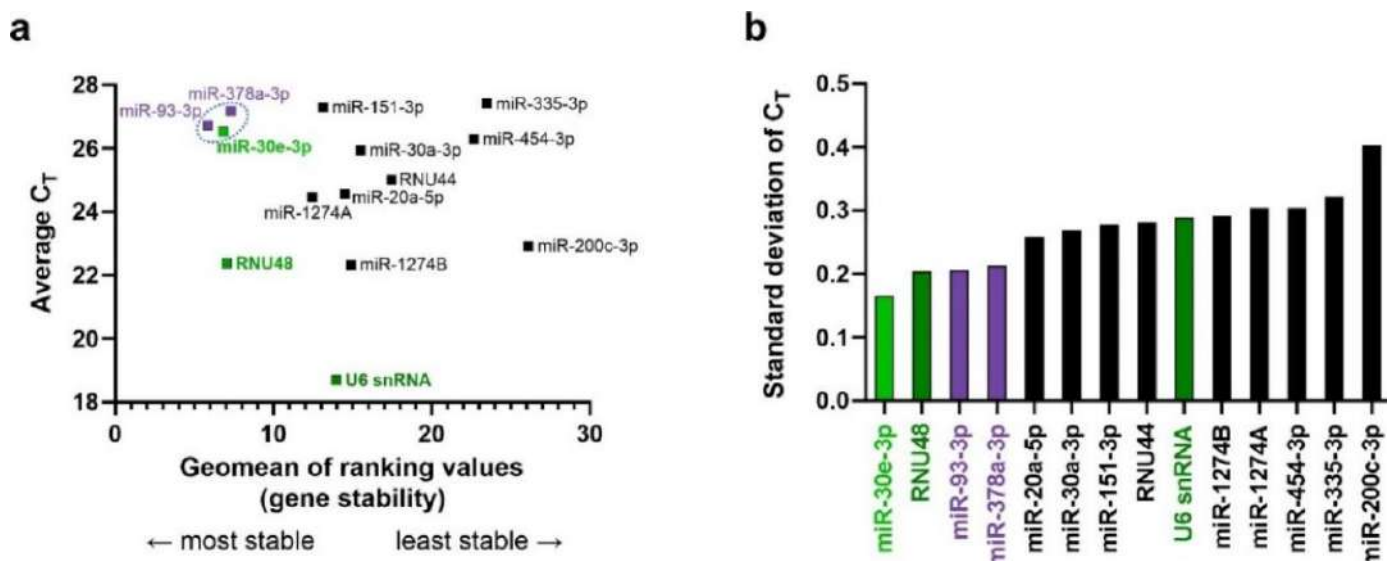 a
28
26
24
22
20
18
Average CT
miR-378a-3p
miR-93-3p
miR-30e-3p
miR-151-3p
miR-335-3p
miR-454-3p
miR-30a-3p
RNU44
miR-20a-5p
miR-1274A
miR-200c-3p
RNU48
miR-1274B
U6 snRNA
0 10 20 30
Geomean of ranking values
(gene stability)
← most stable least stable →
b
0.5
0.4
0.3
0.2
0.1
0.0
Standard deviation of CT
miR-30e-3p
RNU48
miR-93-3p
miR-378a-3p
miR-20a-5p
miR-30a-3p
miR-151-3p
RNU44
U6 snRNA
miR-1274B
miR-1274A
miR-454-3p
miR-335-3p
miR-200c-3p